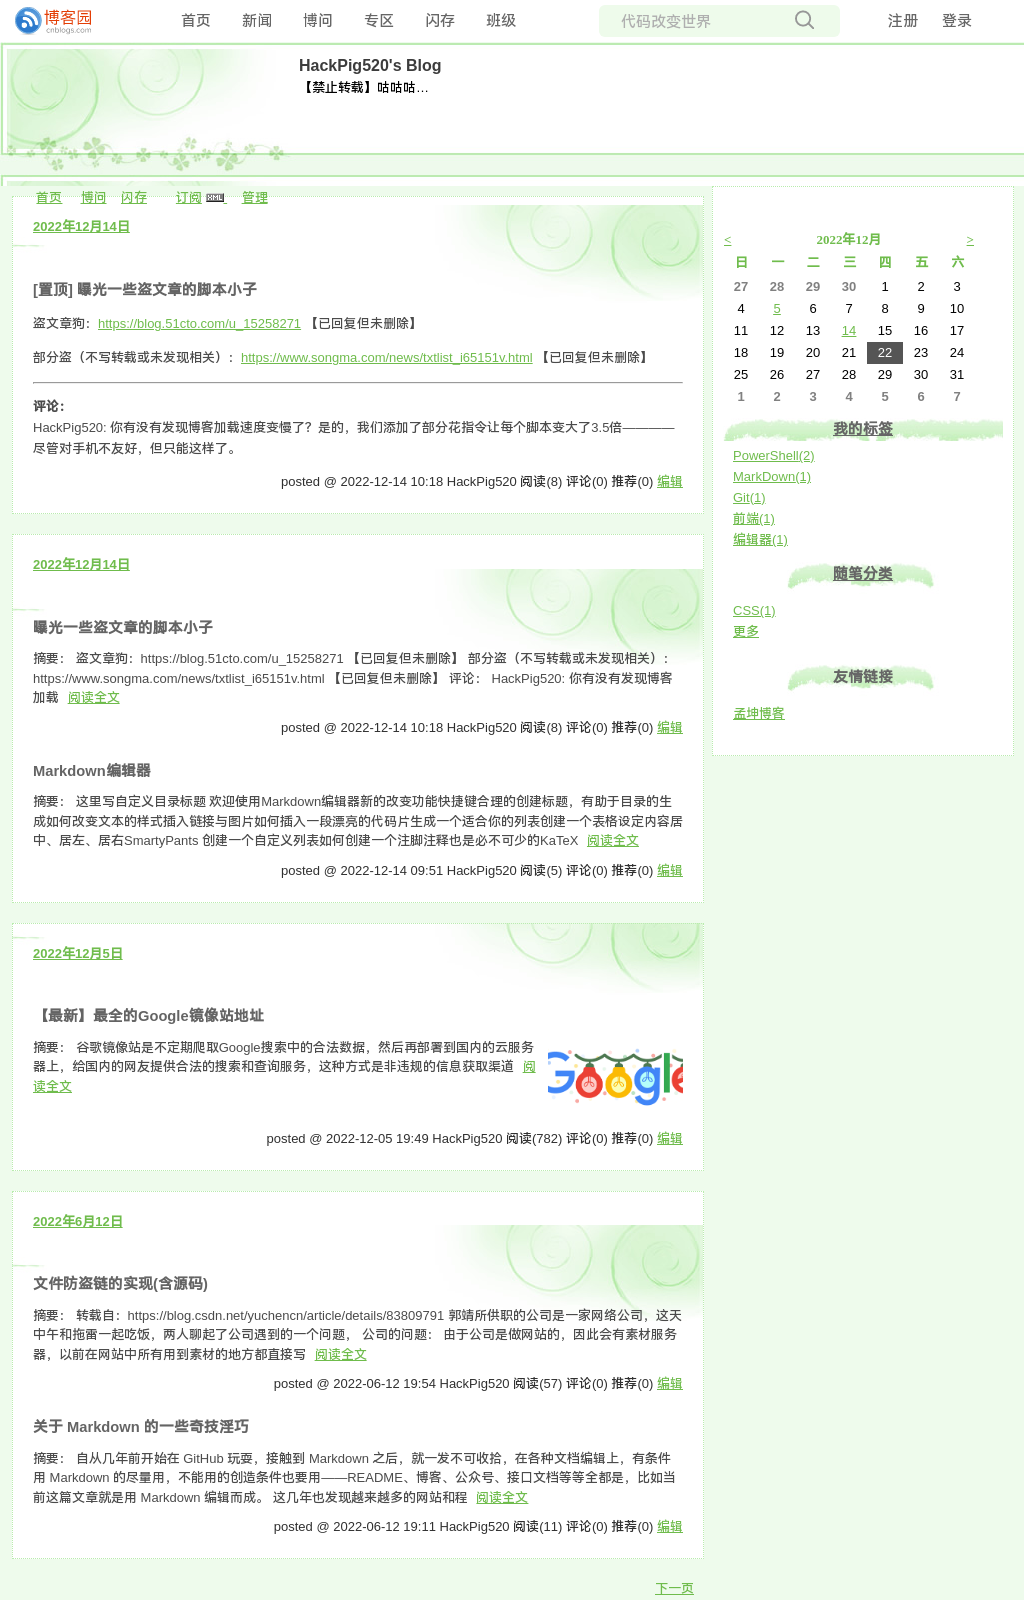 博客园
cnblogs.com
首页 新闻 博问 专区 闪存 班级
代码改变世界
注册 登录
HackPig520's Blog
【禁止转载】咕咕咕…
首页 博问 闪存 订阅 XML 管理
2022年12月14日
[置顶] 曝光一些盗文章的脚本小子
盗文章狗：https://blog.51cto.com/u_15258271 【已回复但未删除】
部分盗（不写转载或未发现相关）：https://www.songma.com/news/txtlist_i65151v.html 【已回复但未删除】
评论：
HackPig520: 你有没有发现博客加载速度变慢了？是的，我们添加了部分花指令让每个脚本变大了3.5倍————
尽管对手机不友好，但只能这样了。
posted @ 2022-12-14 10:18 HackPig520 阅读(8) 评论(0) 推荐(0) 编辑
2022年12月14日
曝光一些盗文章的脚本小子
摘要： 盗文章狗：https://blog.51cto.com/u_15258271 【已回复但未删除】 部分盗（不写转载或未发现相关）：
https://www.songma.com/news/txtlist_i65151v.html 【已回复但未删除】 评论： HackPig520: 你有没有发现博客
加载 阅读全文
posted @ 2022-12-14 10:18 HackPig520 阅读(8) 评论(0) 推荐(0) 编辑
Markdown编辑器
摘要： 这里写自定义目录标题 欢迎使用Markdown编辑器新的改变功能快捷键合理的创建标题，有助于目录的生
成如何改变文本的样式插入链接与图片如何插入一段漂亮的代码片生成一个适合你的列表创建一个表格设定内容居
中、居左、居右SmartyPants 创建一个自定义列表如何创建一个注脚注释也是必不可少的KaTeX 阅读全文
posted @ 2022-12-14 09:51 HackPig520 阅读(5) 评论(0) 推荐(0) 编辑
2022年12月5日
【最新】最全的Google镜像站地址
摘要： 谷歌镜像站是不定期爬取Google搜索中的合法数据，然后再部署到国内的云服务
器上，给国内的网友提供合法的搜索和查询服务，这种方式是非违规的信息获取渠道 阅
读全文
Google
posted @ 2022-12-05 19:49 HackPig520 阅读(782) 评论(0) 推荐(0) 编辑
2022年6月12日
文件防盗链的实现(含源码)
摘要： 转载自：https://blog.csdn.net/yuchencn/article/details/83809791 郭靖所供职的公司是一家网络公司，这天
中午和拖雷一起吃饭，两人聊起了公司遇到的一个问题， 公司的问题： 由于公司是做网站的，因此会有素材服务
器，以前在网站中所有用到素材的地方都直接写 阅读全文
posted @ 2022-06-12 19:54 HackPig520 阅读(57) 评论(0) 推荐(0) 编辑
关于 Markdown 的一些奇技淫巧
摘要： 自从几年前开始在 GitHub 玩耍，接触到 Markdown 之后，就一发不可收拾，在各种文档编辑上，有条件
用 Markdown 的尽量用，不能用的创造条件也要用——README、博客、公众号、接口文档等等全都是，比如当
前这篇文章就是用 Markdown 编辑而成。 这几年也发现越来越多的网站和程 阅读全文
posted @ 2022-06-12 19:11 HackPig520 阅读(11) 评论(0) 推荐(0) 编辑
下一页
< 2022年12月 >
日 一 二 三 四 五 六
27 28 29 30 1 2 3
4 5 6 7 8 9 10
11 12 13 14 15 16 17
18 19 20 21 22 23 24
25 26 27 28 29 30 31
1 2 3 4 5 6 7
我的标签
PowerShell(2)
MarkDown(1)
Git(1)
前端(1)
编辑器(1)
随笔分类
CSS(1)
更多
友情链接
孟坤博客